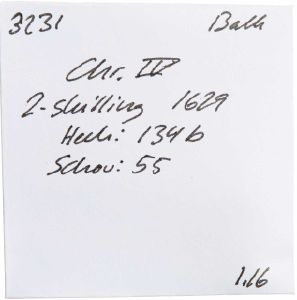 3231 Balk
Chr. IV
2-skilling 1629
Hede: 134b
Schou: 55
1.16